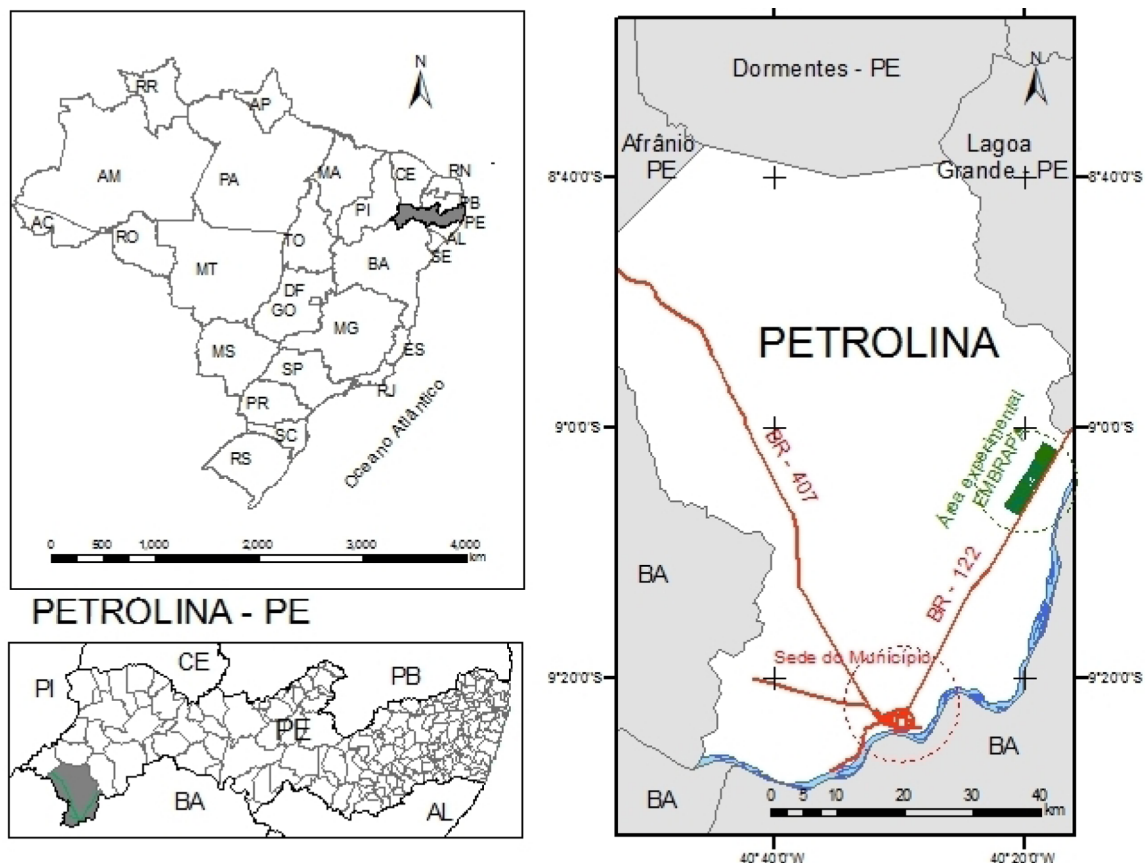 N
RR
AP
AM
PA
MA
CE
RN
PB
PE
PI
AL
SE
AC
RO
TO
BA
MT
DF
GO
MG
MS
ES
SP
RJ
PR
SC
RS
Oceano Atlântico
0 500 1,000 2,000 3,000 4,000
km
PETROLINA - PE
CE
PI
PB
PE
BA
AL
N
Dormentes - PE
Afrânio
PE
Lagoa
Grande - PE
8°40'0"S
8°40'0"S
PETROLINA
9°00'S
9°00'S
BR - 407
Área experimental
EMBRAPA
BA
BR - 122
Sede do Município
9°20'0"S
9°20'0"S
BA
BA
0 5 10 20 30 40
km
40°40'0"W
40°20'0"W